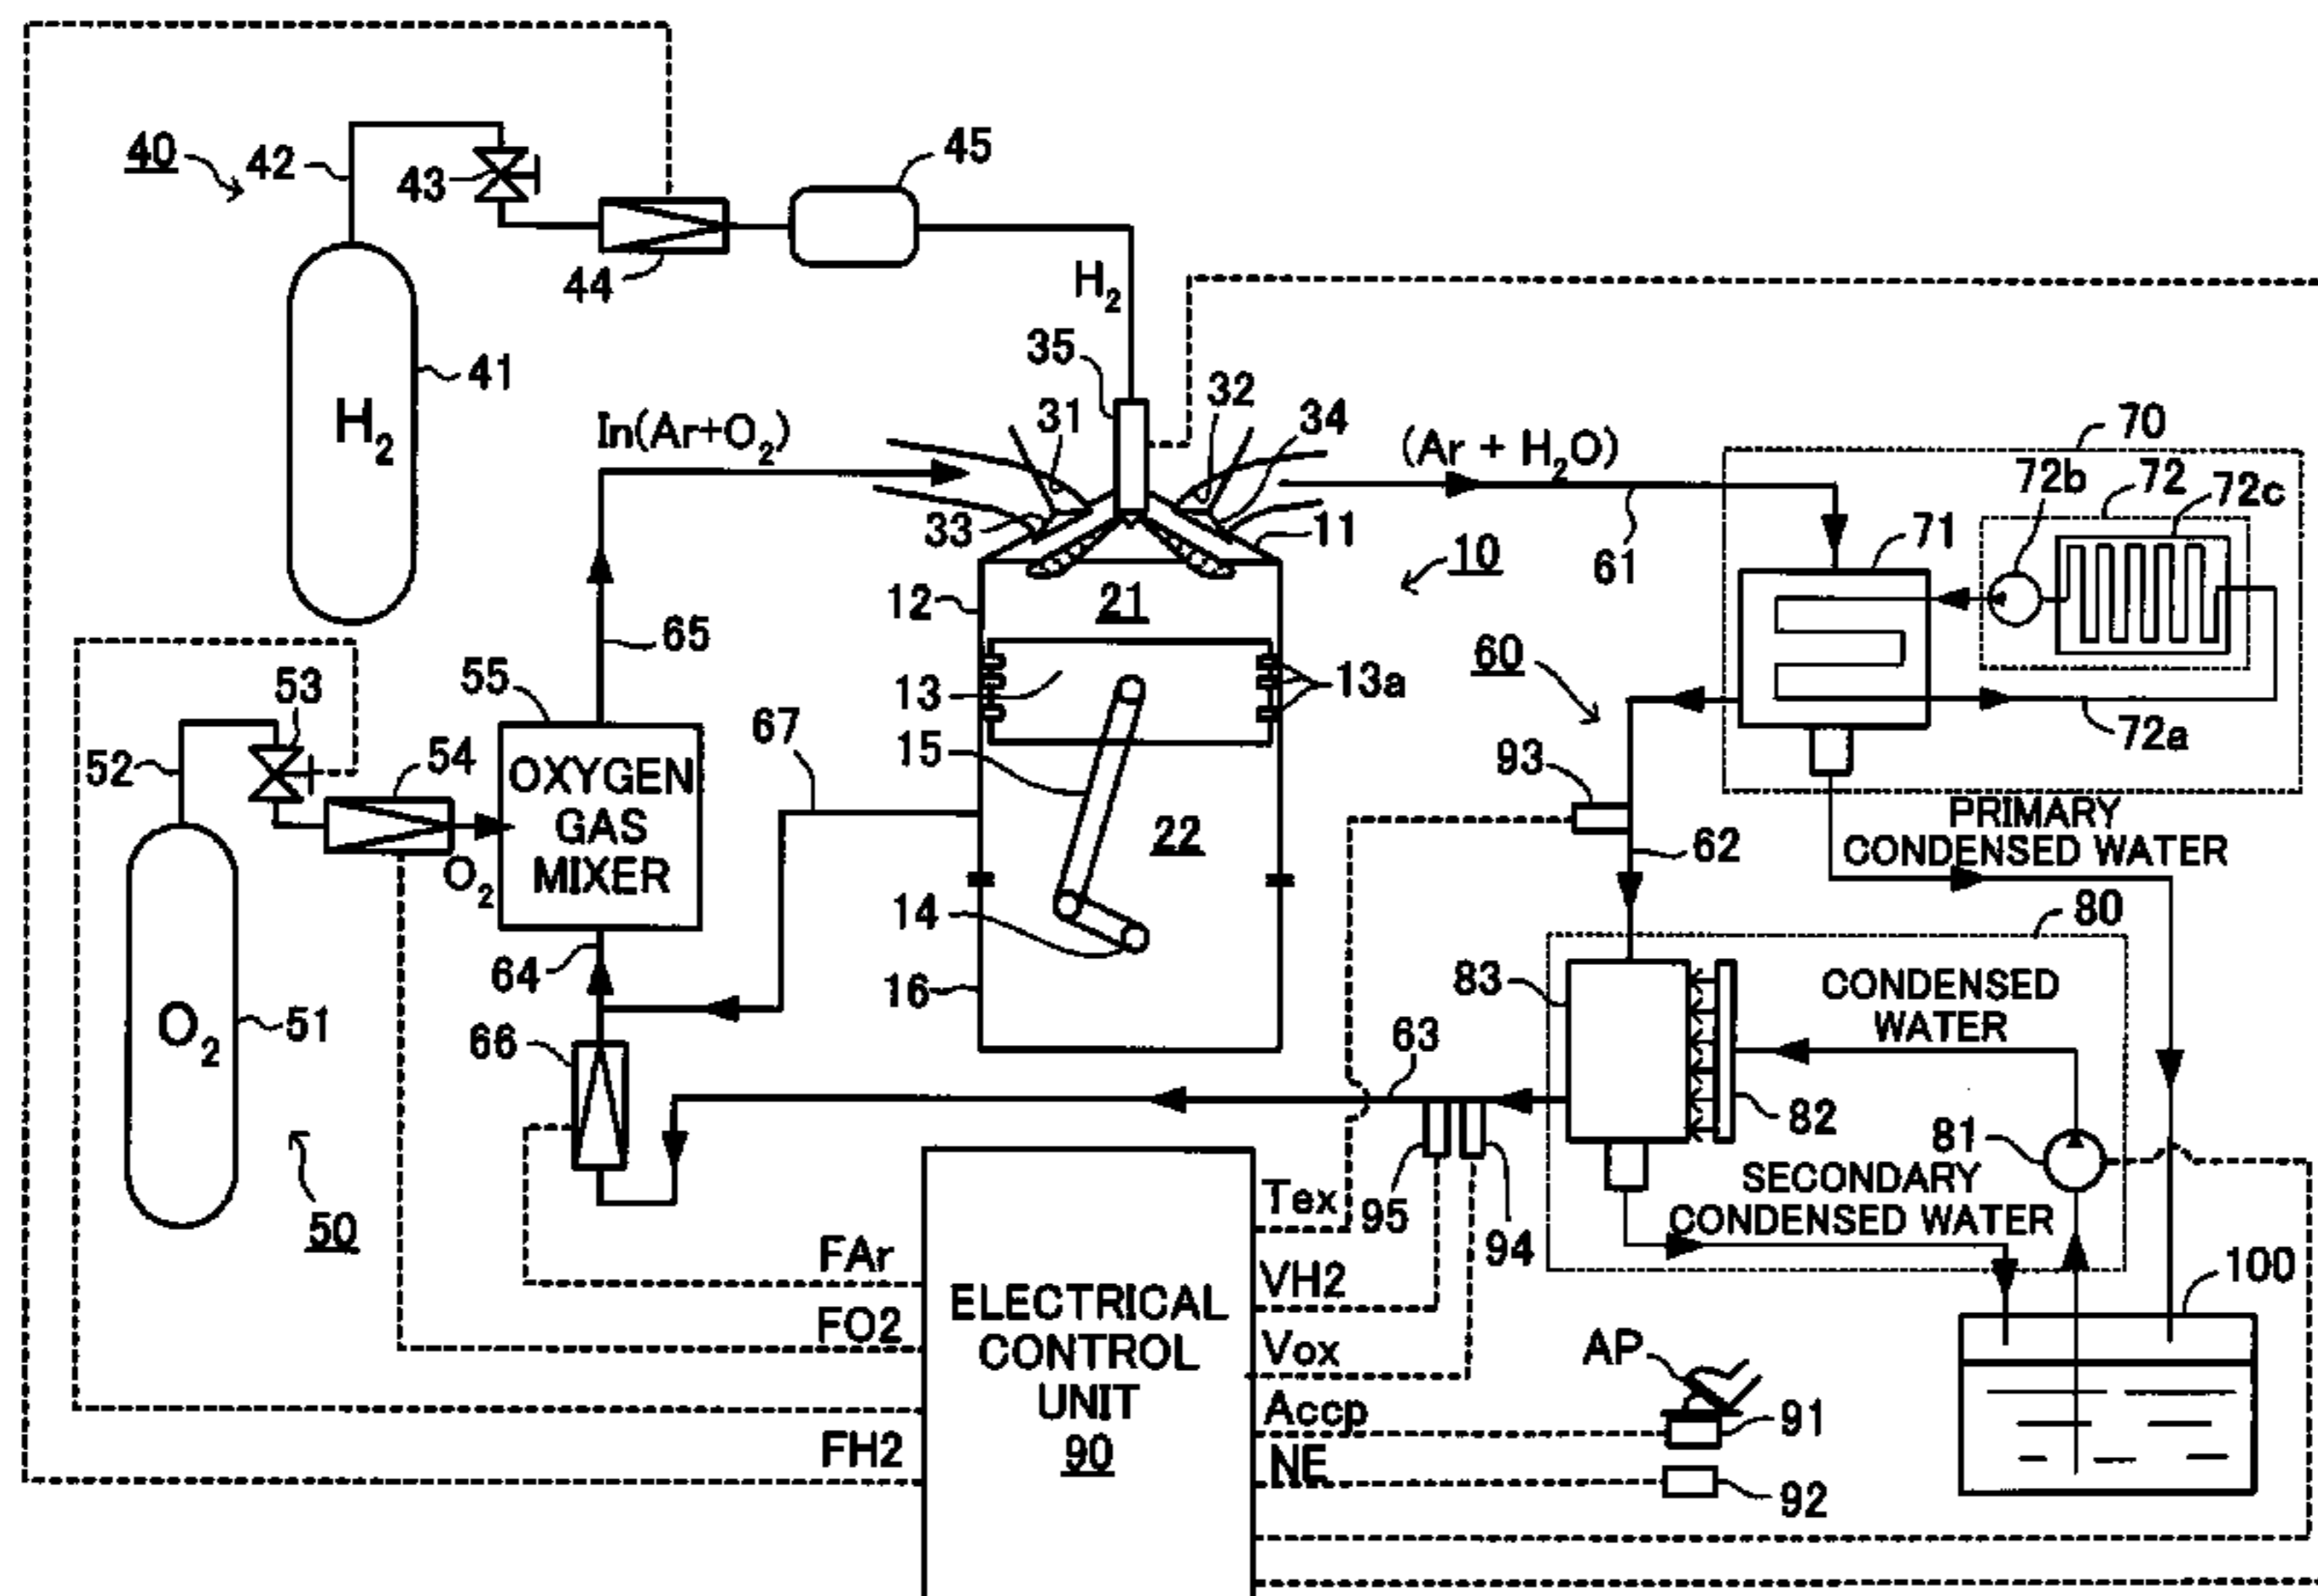 40
42
43
45
44
H2
35
41
H2
In(Ar+O2)
31
32
34
(Ar + H2O)
70
72b
72
72c
33
11
10
61
71
12
21
65
60
55
13
13a
53
67
72a
52
54
15
93
OXYGEN
GAS
MIXER
22
62
PRIMARY
CONDENSED WATER
O2
14
80
64
16
83
CONDENSED
WATER
O2
51
66
63
82
81
50
Tex
95
94
SECONDARY
CONDENSED WATER
100
FAr
VH2
FO2
ELECTRICAL
CONTROL
UNIT
90
Vox
AP
Accp
91
FH2
NE
92